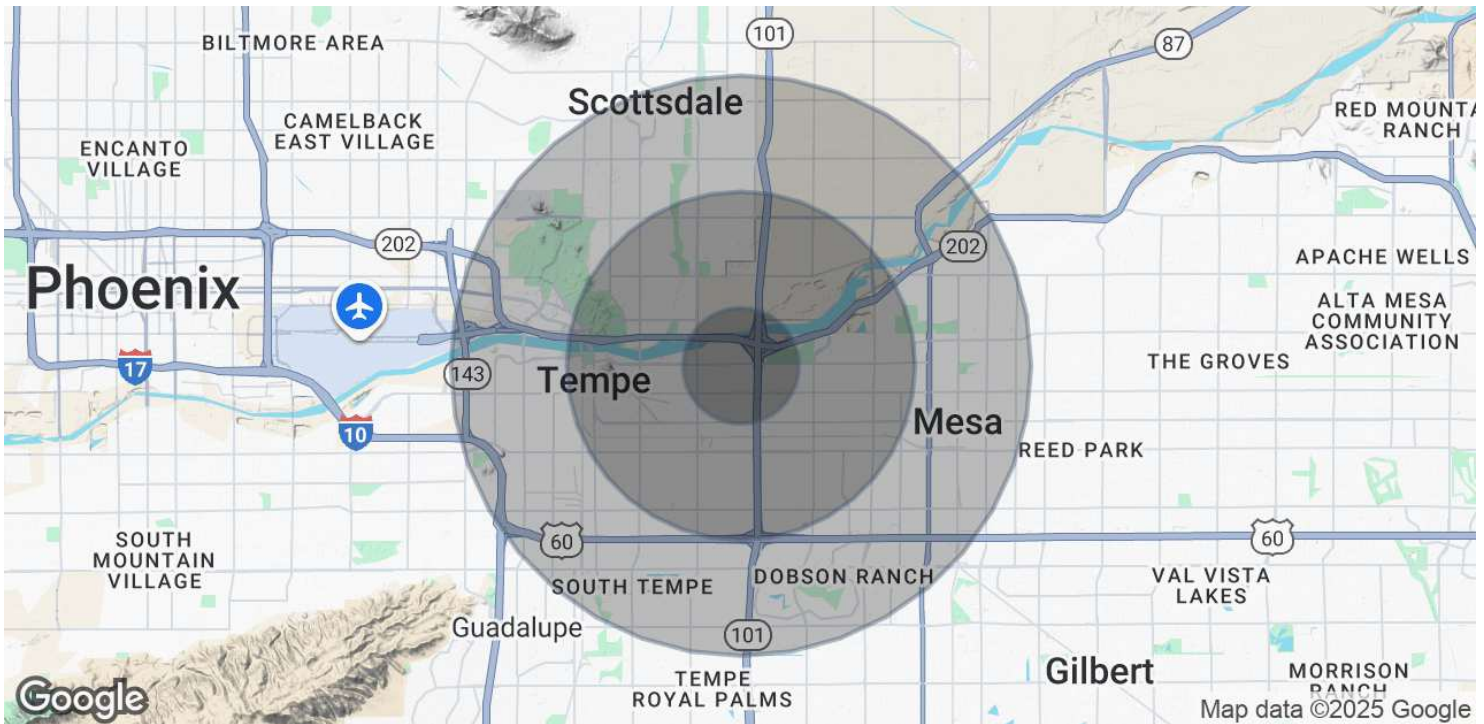 101
87
BILTMORE AREA
Scottsdale
RED MOUNTA
RANCH
CAMELBACK
EAST VILLAGE
ENCANTO
VILLAGE
202
202
APACHE WELLS
Phoenix
ALTA MESA
COMMUNITY
ASSOCIATION
THE GROVES
17
143
Tempe
Mesa
10
REED PARK
SOUTH
MOUNTAIN
VILLAGE
60
60
SOUTH TEMPE
DOBSON RANCH
VAL VISTA
LAKES
Guadalupe
101
TEMPE
ROYAL PALMS
Gilbert
MORRISON
RANCH
Google
Map data ©2025 Google